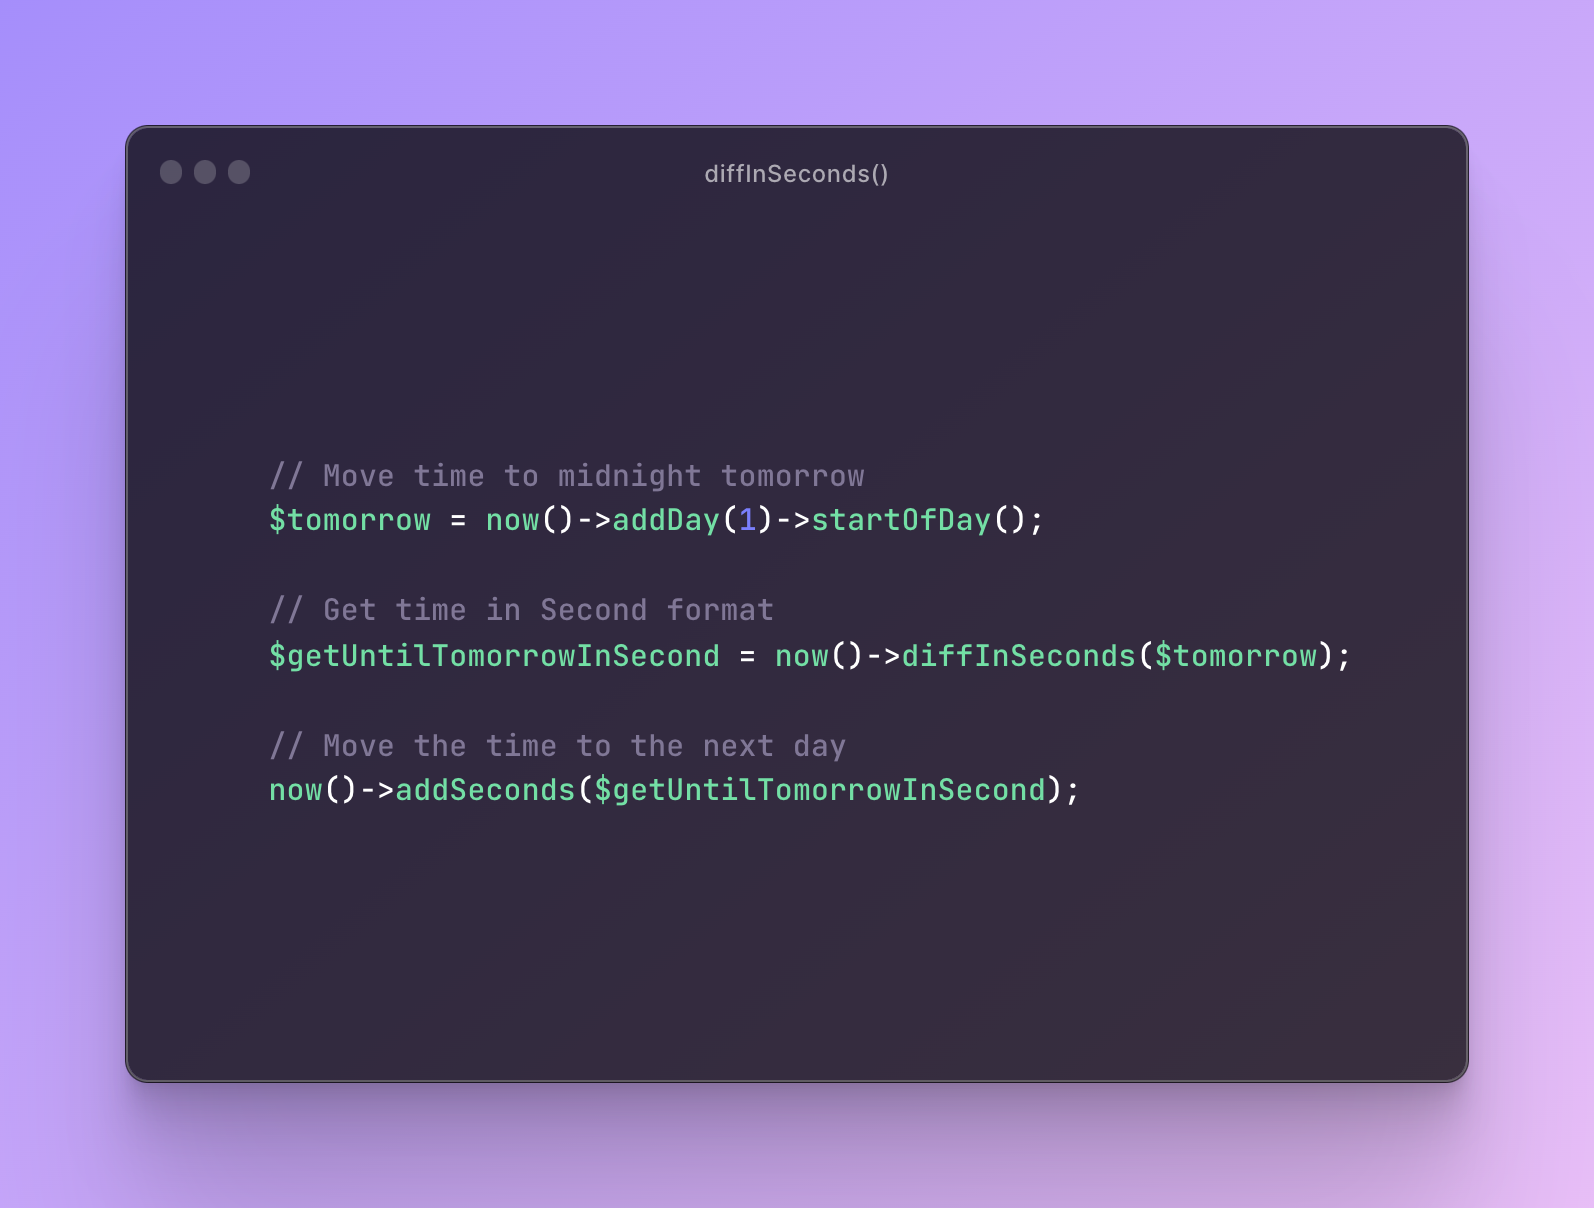 diffInSeconds()
// Move time to midnight tomorrow
$tomorrow = now()->addDay(1)->startOfDay();
// Get time in Second format
$getUntilTomorrowInSecond = now()->diffInSeconds($tomorrow);
// Move the time to the next day
now()->addSeconds($getUntilTomorrowInSecond);